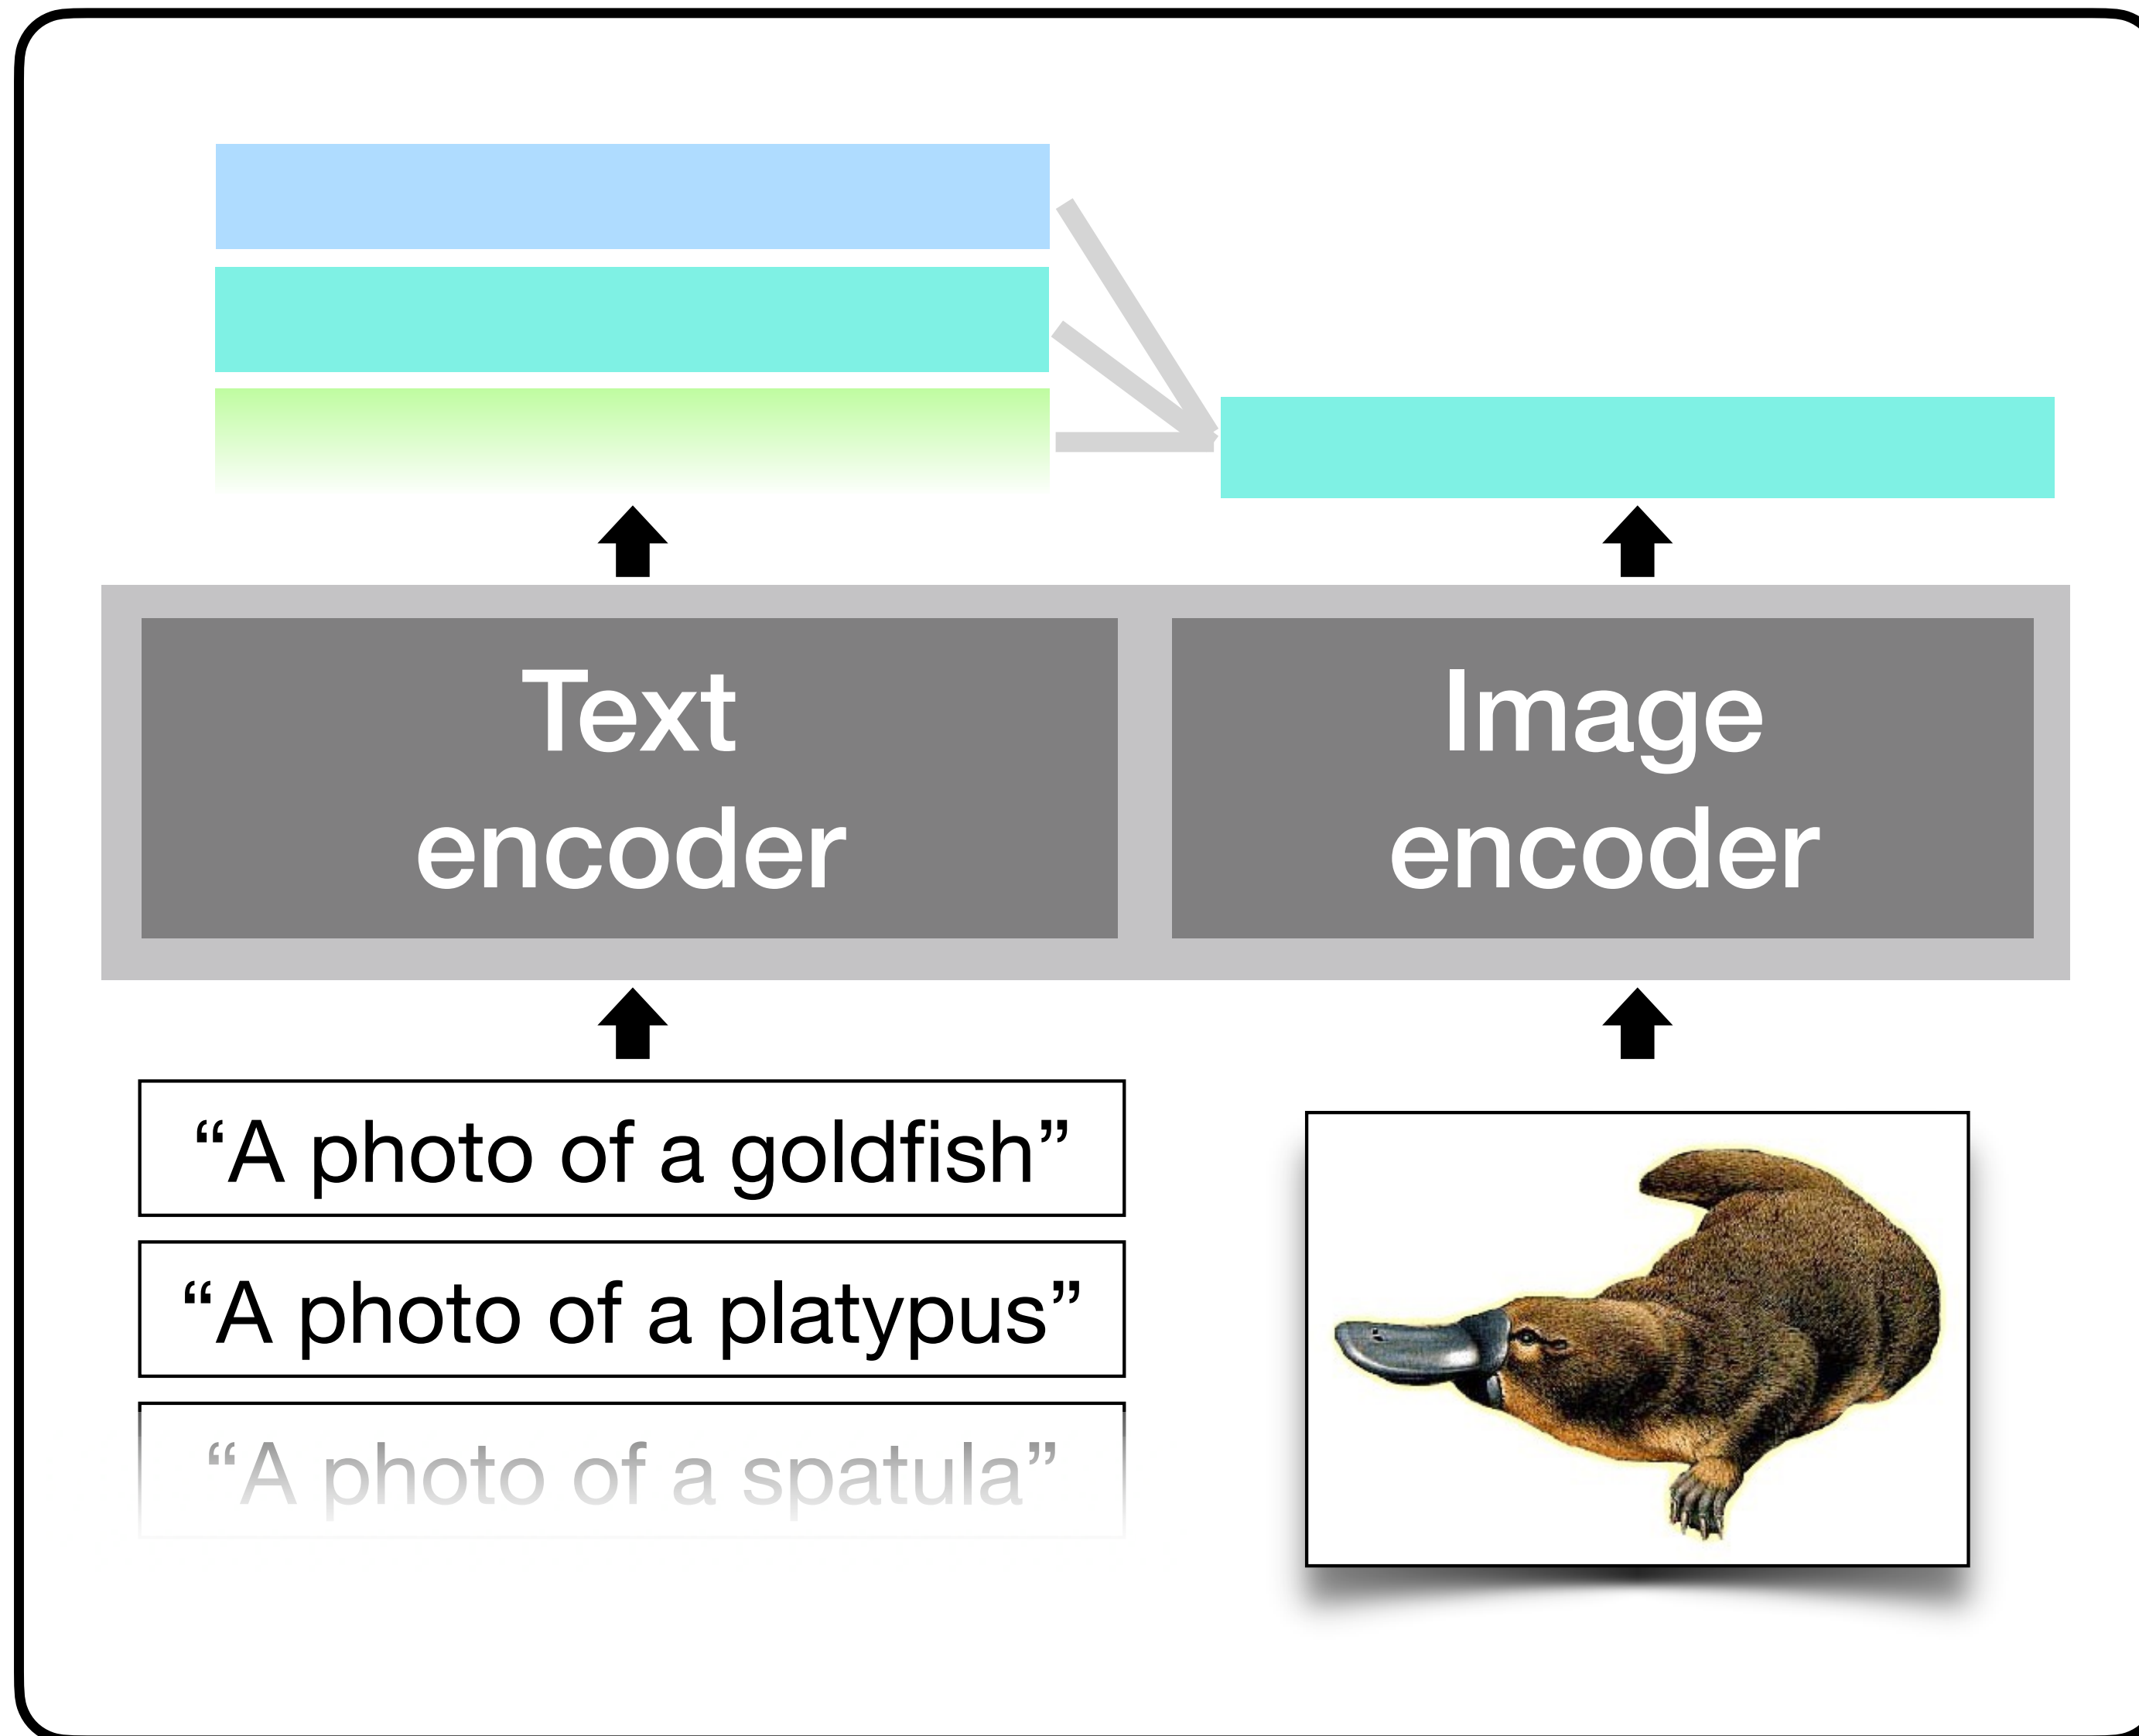 Text
encoder
Image
encoder
“A photo of a goldfish”
“A photo of a platypus”
“A photo of a spatula”